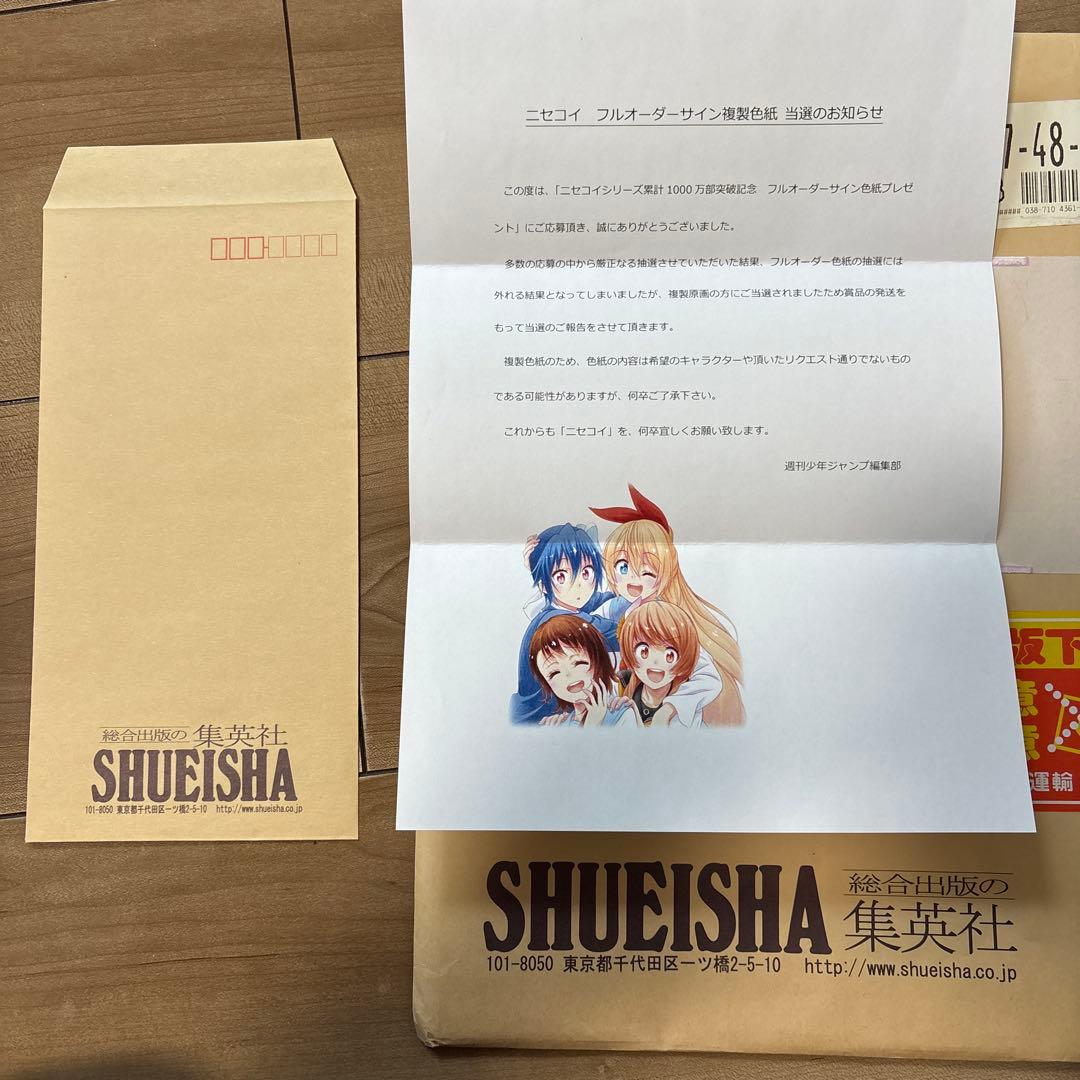 ニセコイ　フルオーダーサイン複製色紙 当選のお知らせ
この度は、「ニセコイシリーズ累計 1000 万部突破記念　フルオーダーサイン色紙プレゼ
ント」にご応募頂き、誠にありがとうございました。
多数の応募の中から厳正なる抽選させていただいた結果、フルオーダー色紙の抽選には
外れる結果となってしまいましたが、複製原画の方にご当選されましたため賞品の発送を
もって当選のご報告をさせて頂きます。
複製色紙のため、色紙の内容は希望のキャラクターや頂いたリクエスト通りでないもの
である可能性がありますが、何卒ご了承下さい。
これからも「ニセコイ」を、何卒宜しくお願い致します。
週刊少年ジャンプ編集部
総合出版の 集英社
SHUEISHA
101-8050 東京都千代田区一ツ橋2-5-10 http://www.shueisha.co.jp
-48-
038-710 4361-
版下
運輸
SHUEISHA 総合出版の 集英社
101-8050 東京都千代田区一ツ橋2-5-10 http://www.shueisha.co.jp